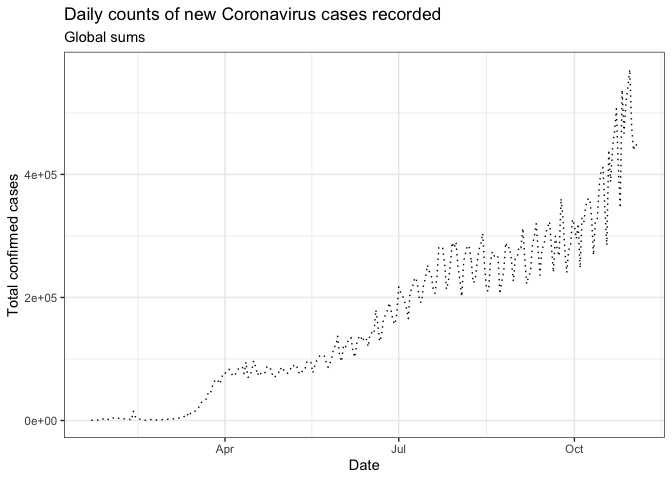 Daily counts of new Coronavirus cases recorded
Global sums
Total confirmed cases
4e+05
2e+05
0e+00
Apr Jul Oct
Date